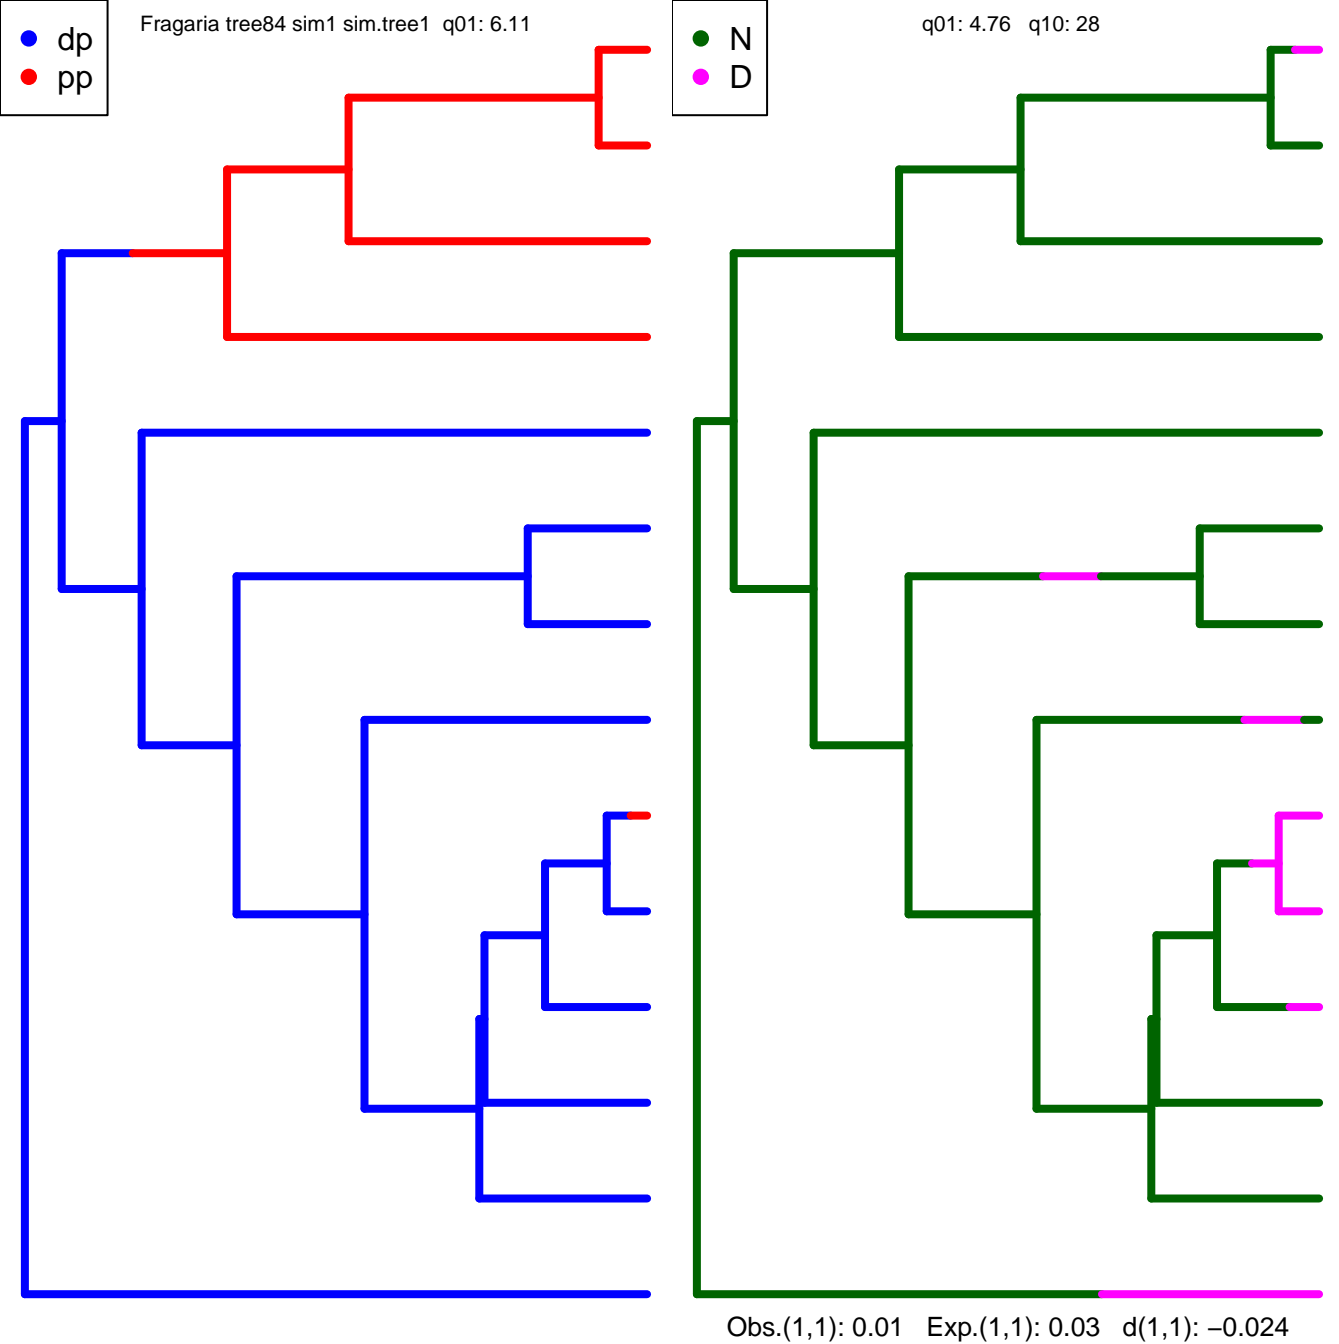 Fragaria tree84 sim1 sim.tree1 q01: 6.11
dp
pp
q01: 4.76 q10: 28
N
D
Obs.(1,1): 0.01 Exp.(1,1): 0.03 d(1,1): −0.024